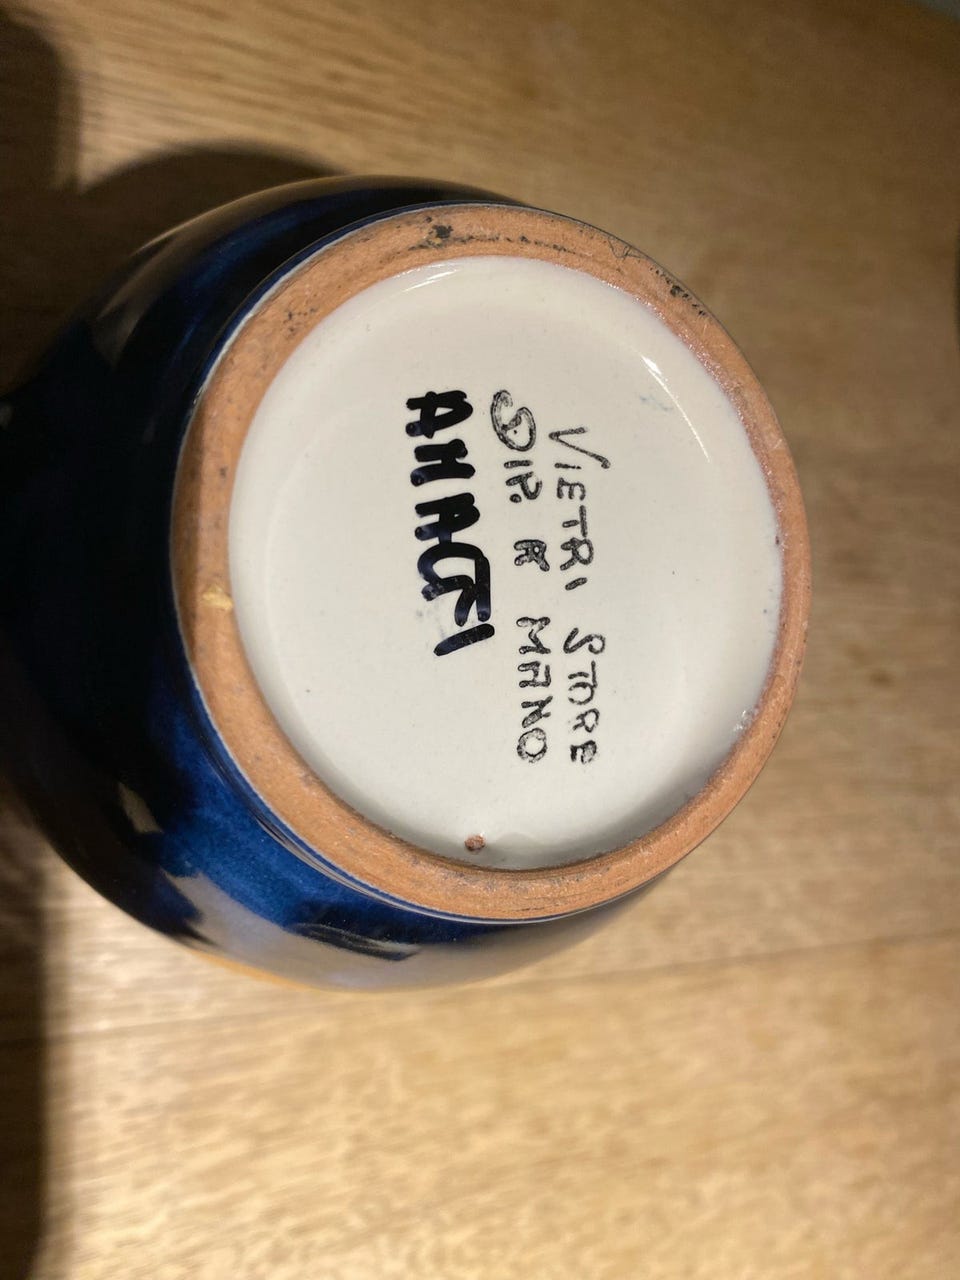 VIETRI STORE
DIP. A MANO
AMALFI